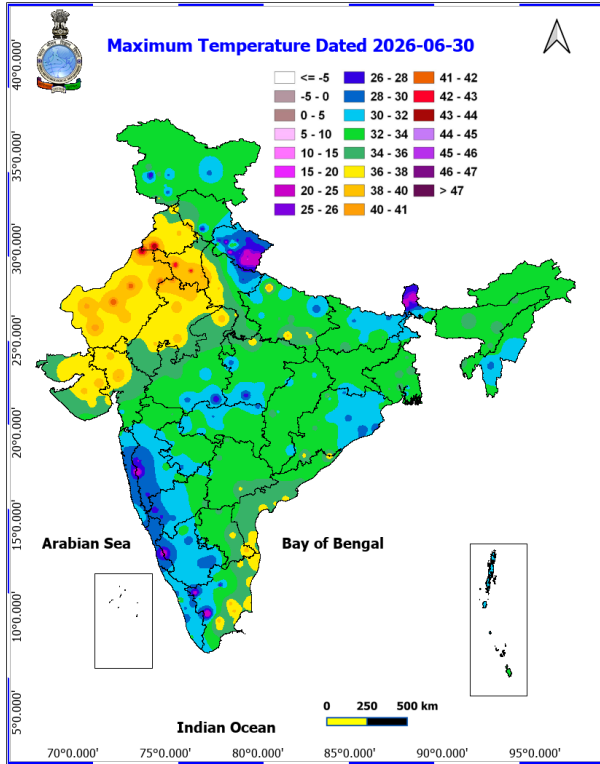 Maximum Temperature Dated 2026-06-30
<= -5
-5 - 0
0 - 5
5 - 10
10 - 15
15 - 20
20 - 25
25 - 26
26 - 28
28 - 30
30 - 32
32 - 34
34 - 36
36 - 38
38 - 40
40 - 41
41 - 42
42 - 43
43 - 44
44 - 45
45 - 46
46 - 47
> 47
40°0.000'
35°0.000'
30°0.000'
25°0.000'
20°0.000'
15°0.000'
10°0.000'
5°0.000'
Arabian Sea
Bay of Bengal
Indian Ocean
0 250 500 km
70°0.000' 75°0.000' 80°0.000' 85°0.000' 90°0.000' 95°0.000'